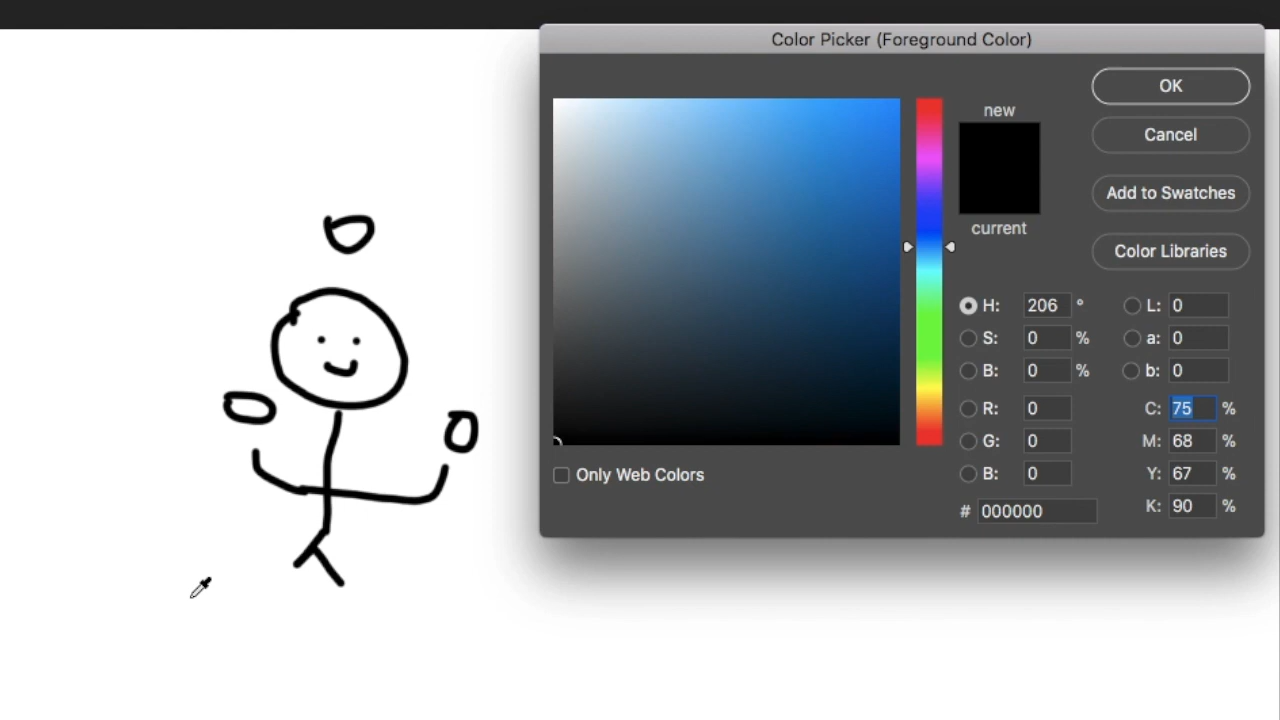 Color Picker (Foreground Color)
OK
new
Cancel
Add to Swatches
current
Color Libraries
H: 206 °
L: 0
S: 0 %
a: 0
B: 0 %
b: 0
R: 0
C: 75 %
G: 0
M: 68 %
B: 0
Y: 67 %
Only Web Colors
# 000000
K: 90 %